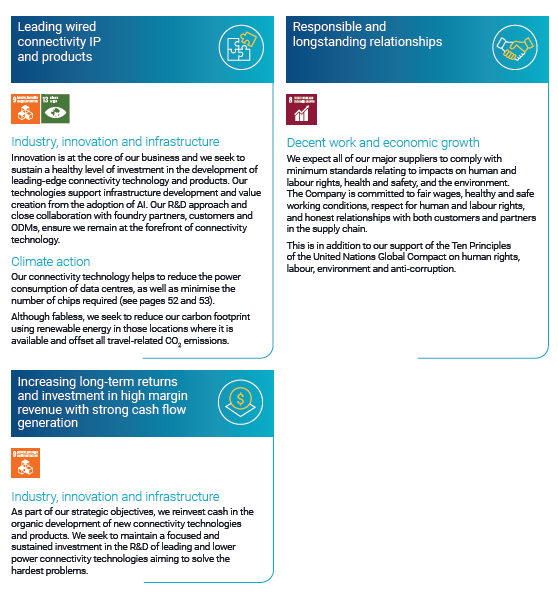 Leading wired
connectivity IP
and products
9
13
Industry, innovation and infrastructure
Innovation is at the core of our business and we seek to
sustain a healthy level of investment in the development of
leading-edge connectivity technology and products. Our
technologies support infrastructure development and value
creation from the adoption of AI. Our R&D approach and
close collaboration with foundry partners, customers and
ODMs, ensure we remain at the forefront of connectivity
technology.
Climate action
Our connectivity technology helps to reduce the power
consumption of data centres, as well as minimise the
number of chips required (see pages 52 and 53).
Although fabless, we seek to reduce our carbon footprint
using renewable energy in those locations where it is
available and offset all travel-related CO₂ emissions.
Responsible and
longstanding relationships
8
Decent work and economic growth
We expect all of our major suppliers to comply with
minimum standards relating to impacts on human and
labour rights, health and safety, and the environment.
The Company is committed to fair wages, healthy and safe
working conditions, respect for human and labour rights,
and honest relationships with both customers and partners
in the supply chain.
This is in addition to our support of the Ten Principles
of the United Nations Global Compact on human rights,
labour, environment and anti-corruption.
Increasing long-term returns
and investment in high margin
revenue with strong cash flow
generation
$
9
Industry, innovation and infrastructure
As part of our strategic objectives, we reinvest cash in the
organic development of new connectivity technologies
and products. We seek to maintain a focused and
sustained investment in the R&D of leading and lower
power connectivity technologies aiming to solve the
hardest problems.